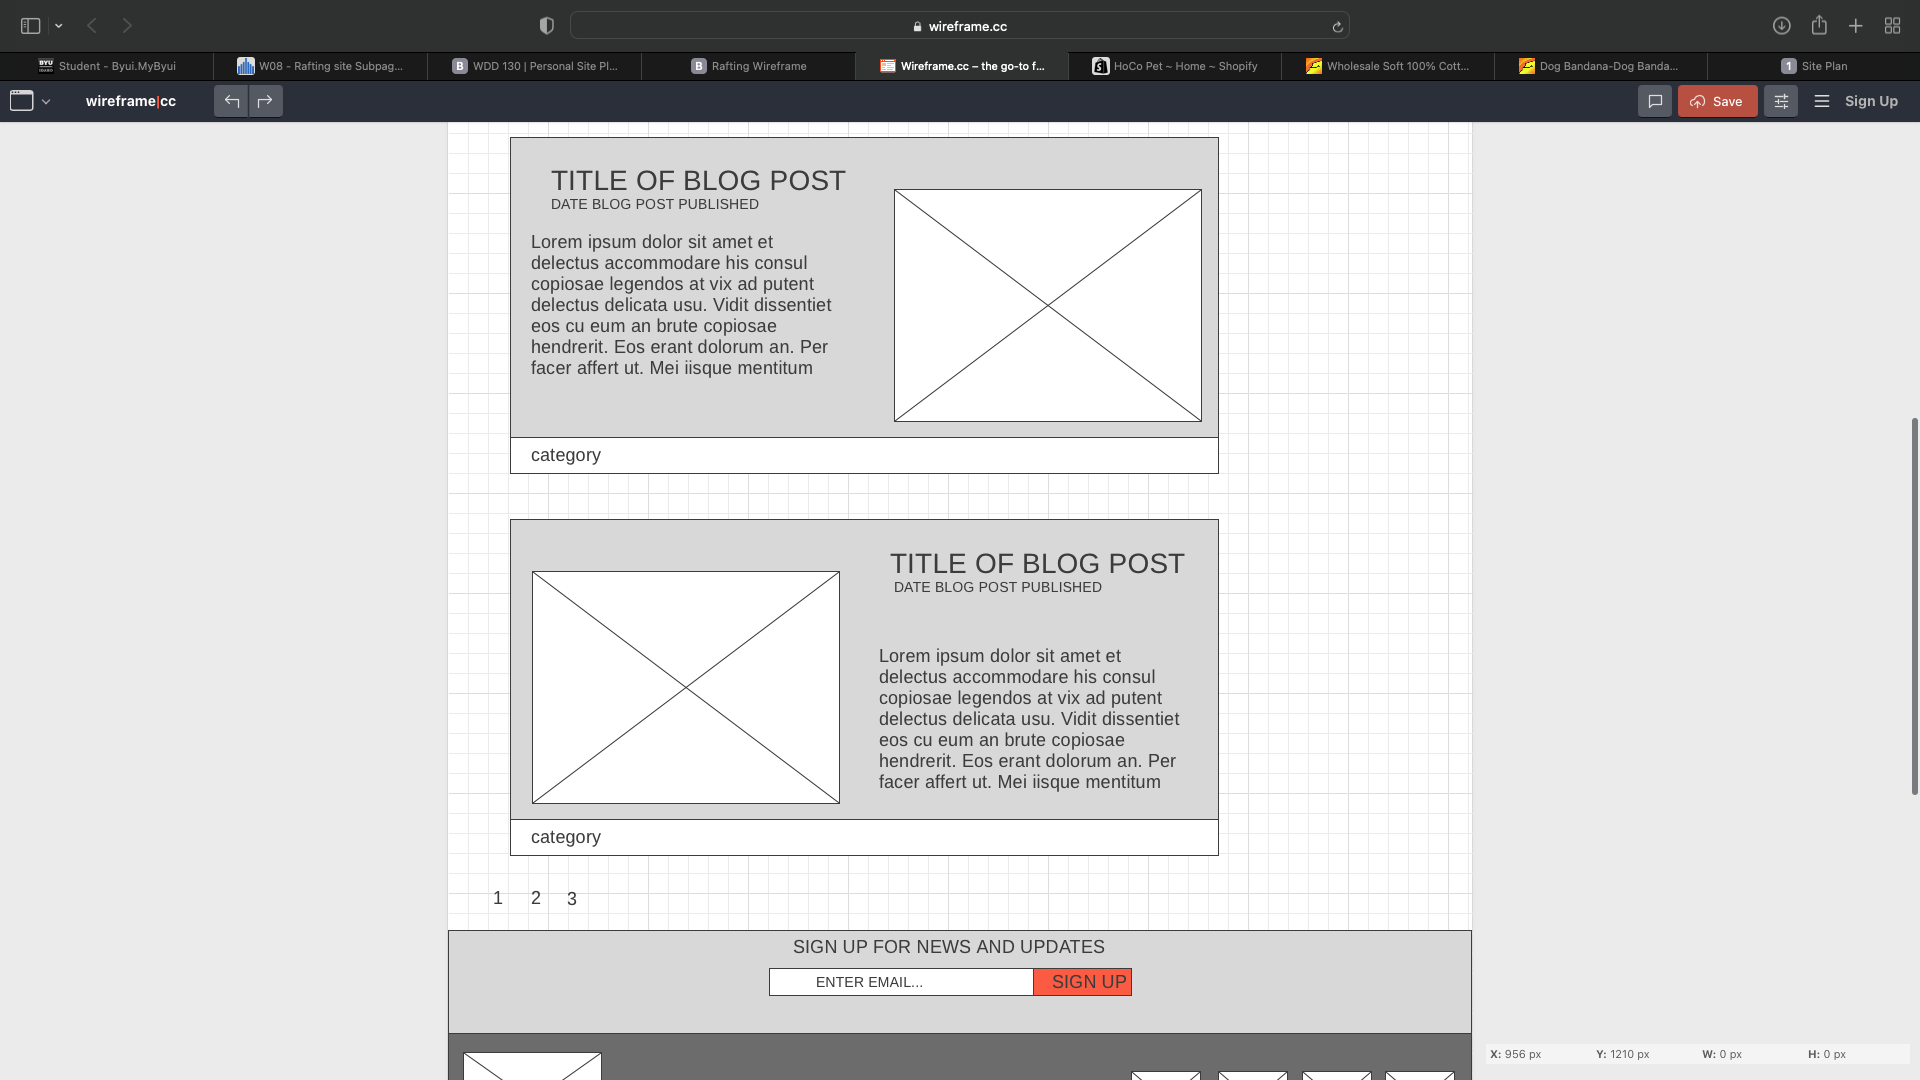 wireframe.cc
Student - Byui.MyByui
W08 - Rafting site Subpag...
B
WDD 130 | Personal Site Pl...
B
Rafting Wireframe
Wireframe.cc – the go-to f...
HoCo Pet ~ Home ~ Shopify
Wholesale Soft 100% Cott...
Dog Bandana-Dog Banda...
1
Site Plan
wireframe|cc
Save
Sign Up
TITLE OF BLOG POST
DATE BLOG POST PUBLISHED
Lorem ipsum dolor sit amet et
delectus accommodare his consul
copiosae legendos at vix ad putent
delectus delicata usu. Vidit dissentiet
eos cu eum an brute copiosae
hendrerit. Eos erant dolorum an. Per
facer affert ut. Mei iisque mentitum
category
TITLE OF BLOG POST
DATE BLOG POST PUBLISHED
Lorem ipsum dolor sit amet et
delectus accommodare his consul
copiosae legendos at vix ad putent
delectus delicata usu. Vidit dissentiet
eos cu eum an brute copiosae
hendrerit. Eos erant dolorum an. Per
facer affert ut. Mei iisque mentitum
category
1 2 3
SIGN UP FOR NEWS AND UPDATES
ENTER EMAIL...
SIGN UP
X: 956 px Y: 1210 px W: 0 px H: 0 px